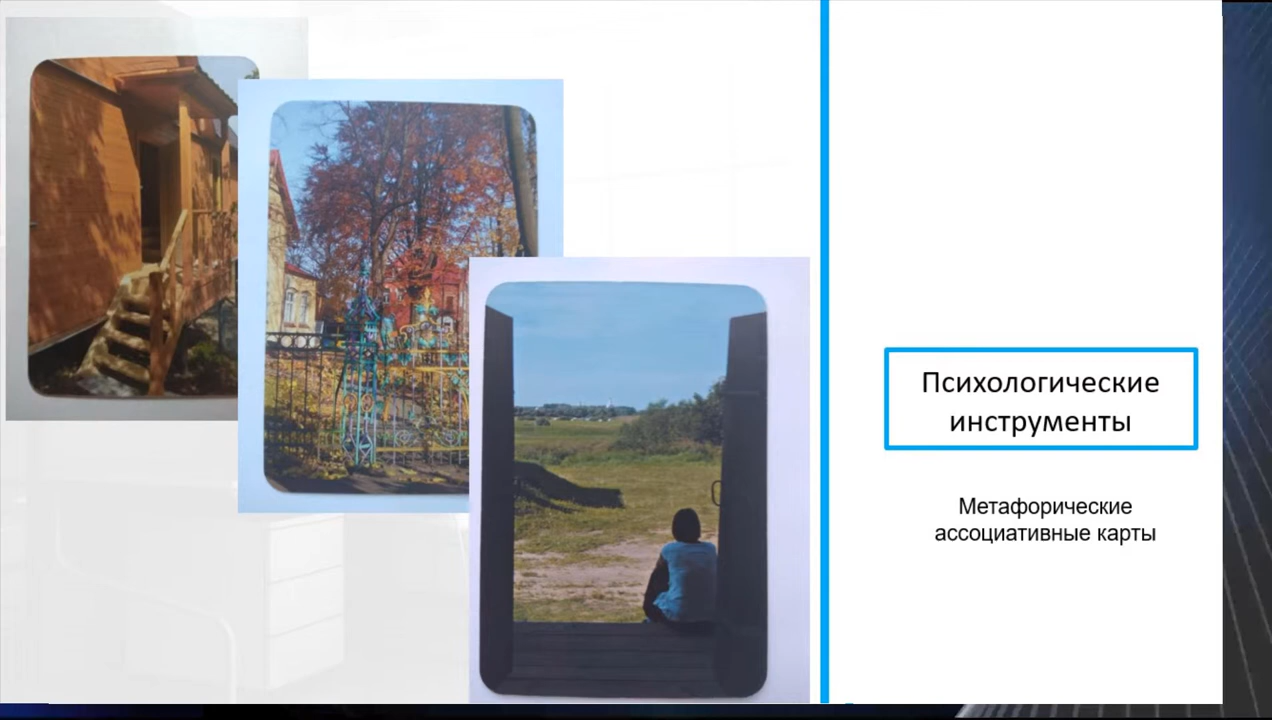 Психологические
инструменты
Метафорические
ассоциативные карты